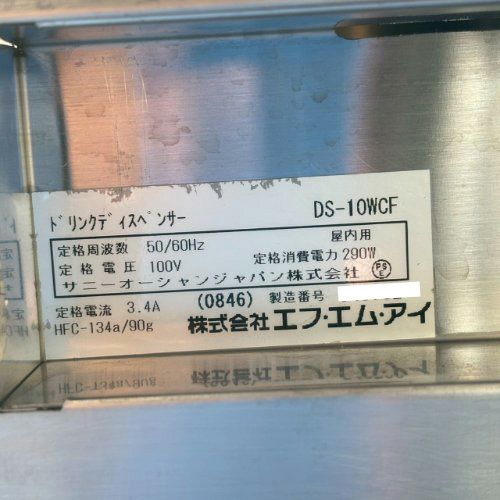 ﾄﾞﾘﾝｸﾃﾞｨｽﾍﾟﾝｻｰ DS-10WCF
定格周波数 50/60Hz 屋内用
定格電圧 100V 定格消費電力 290W
サニーオーシャンジャパン株式会社 PSE
定格電流 3.4A (0846) 製造番号
HFC-134a/90g 株式会社エフ・エム・アイ